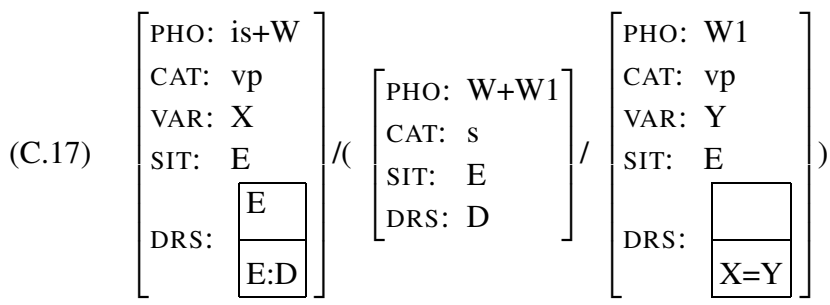 (C.17)
PHO: is+W
CAT: vp
VAR: X
SIT: E
DRS:
E
E:D
/(
PHO: W+W1
CAT: s
SIT: E
DRS: D
/
PHO: W1
CAT: vp
VAR: Y
SIT: E
DRS:
X=Y
)